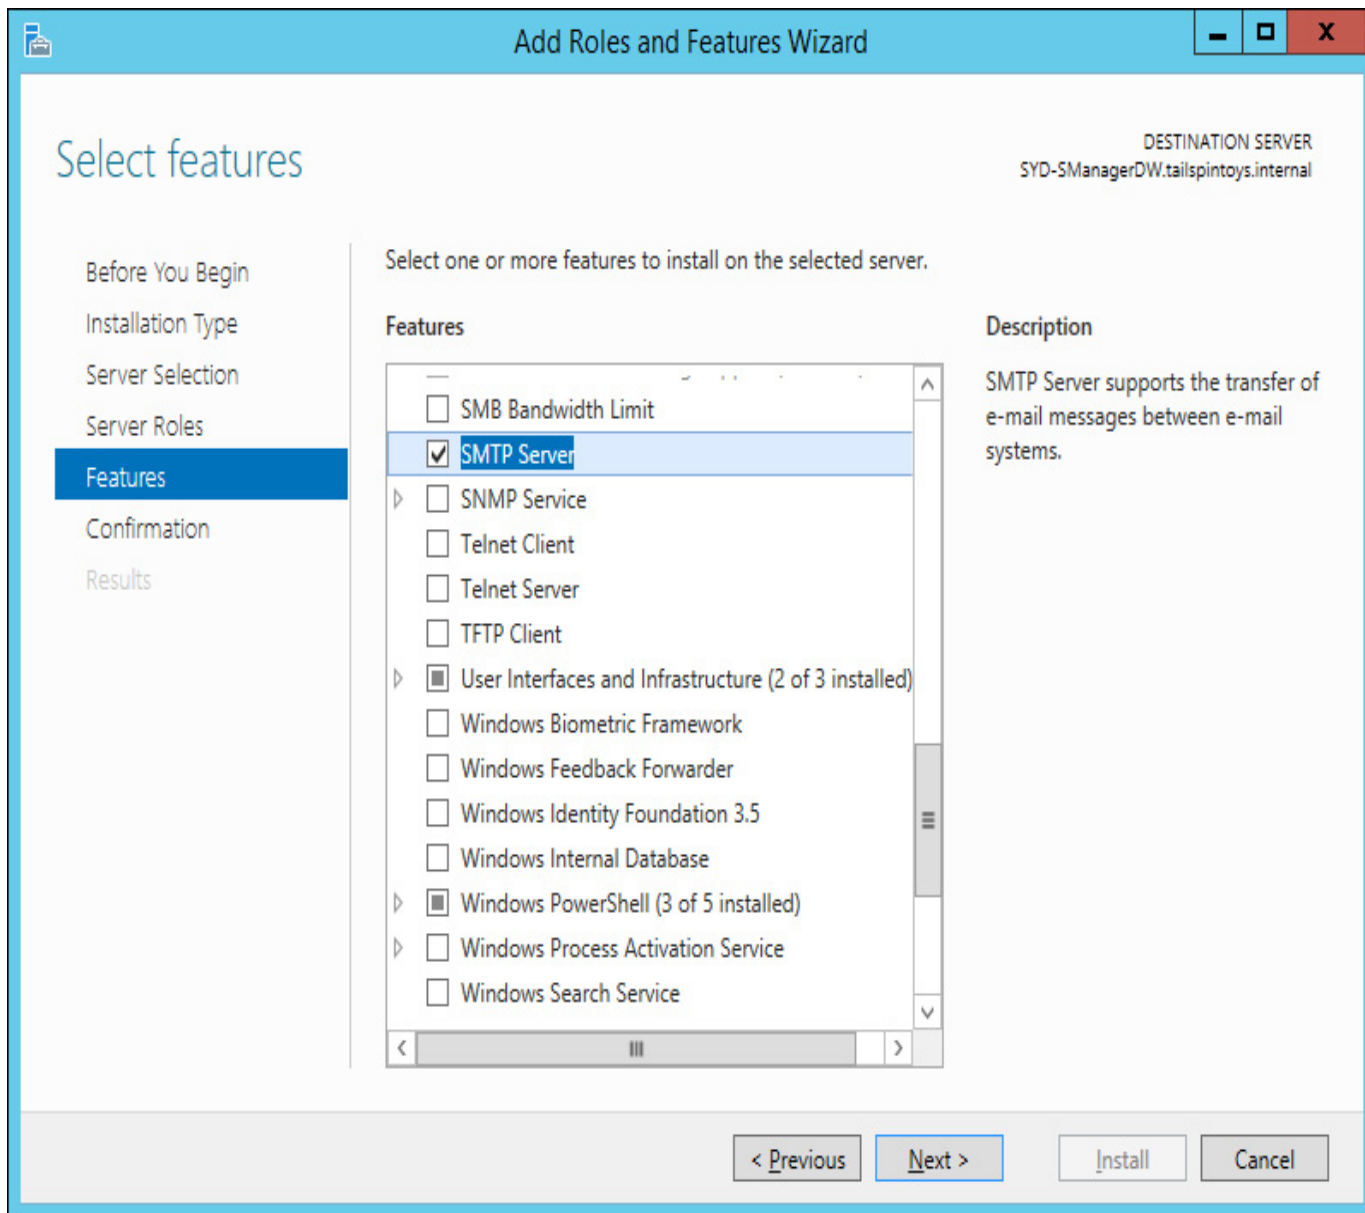 Add Roles and Features Wizard
Select features
DESTINATION SERVER
SYD-SManagerDW.tailspintoys.internal
Before You Begin
Installation Type
Server Selection
Server Roles
Features
Confirmation
Results
Select one or more features to install on the selected server.
Features
SMB Bandwidth Limit
SMTP Server
SNMP Service
Telnet Client
Telnet Server
TFTP Client
User Interfaces and Infrastructure (2 of 3 installed)
Windows Biometric Framework
Windows Feedback Forwarder
Windows Identity Foundation 3.5
Windows Internal Database
Windows PowerShell (3 of 5 installed)
Windows Process Activation Service
Windows Search Service
Description
SMTP Server supports the transfer of
e-mail messages between e-mail
systems.
< Previous
Next >
Install
Cancel